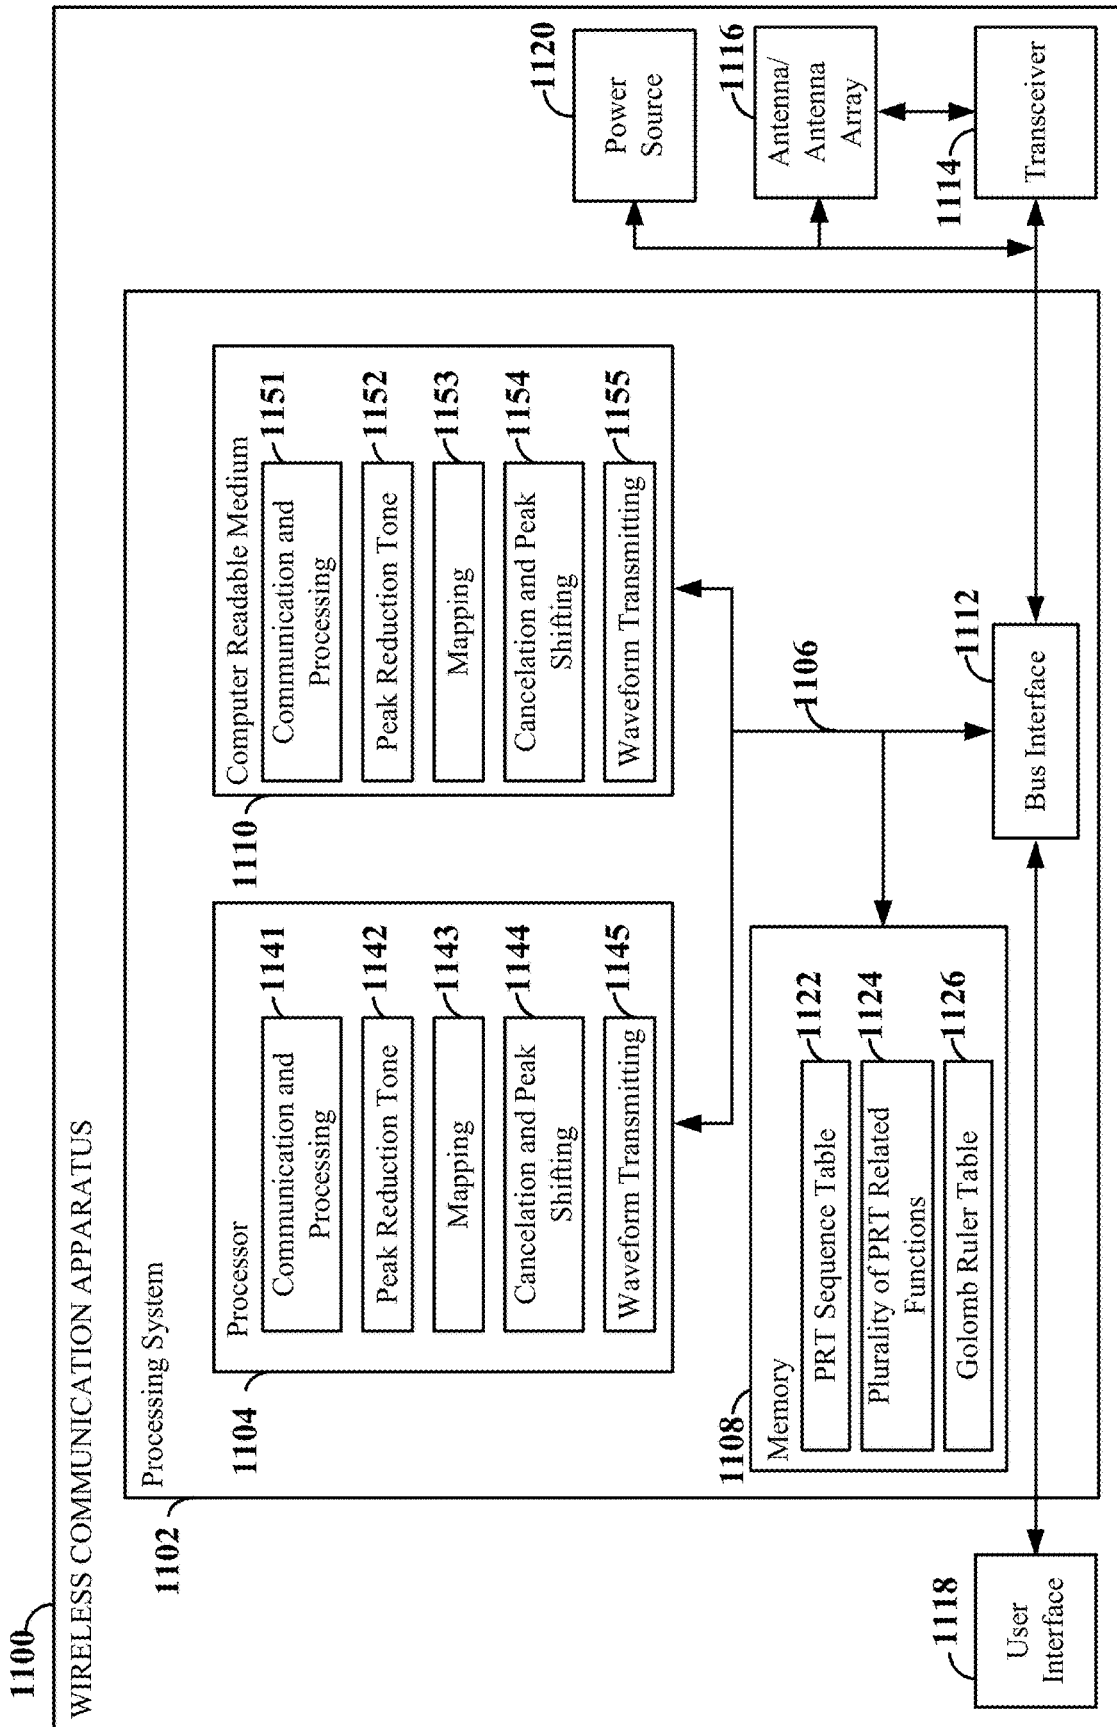 1100
WIRELESS COMMUNICATION APPARATUS
1102
Processing System
1104
Processor
Communication and
Processing
1141
Peak Reduction Tone
1142
Mapping
1143
Cancelation and Peak
Shifting
1144
Waveform Transmitting
1145
1110
Computer Readable Medium
Communication and
Processing
1151
Peak Reduction Tone
1152
Mapping
1153
Cancelation and Peak
Shifting
1154
Waveform Transmitting
1155
1108
Memory
PRT Sequence Table
1122
Plurality of PRT Related
Functions
1124
Golomb Ruler Table
1126
1106
Bus Interface
1112
1118
User
Interface
1120
Power
Source
1116
Antenna/
Antenna
Array
1114
Transceiver